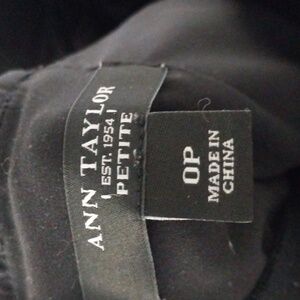 ANN TAYLOR
EST. 1954
PETITE
0P
MADE IN
CHINA